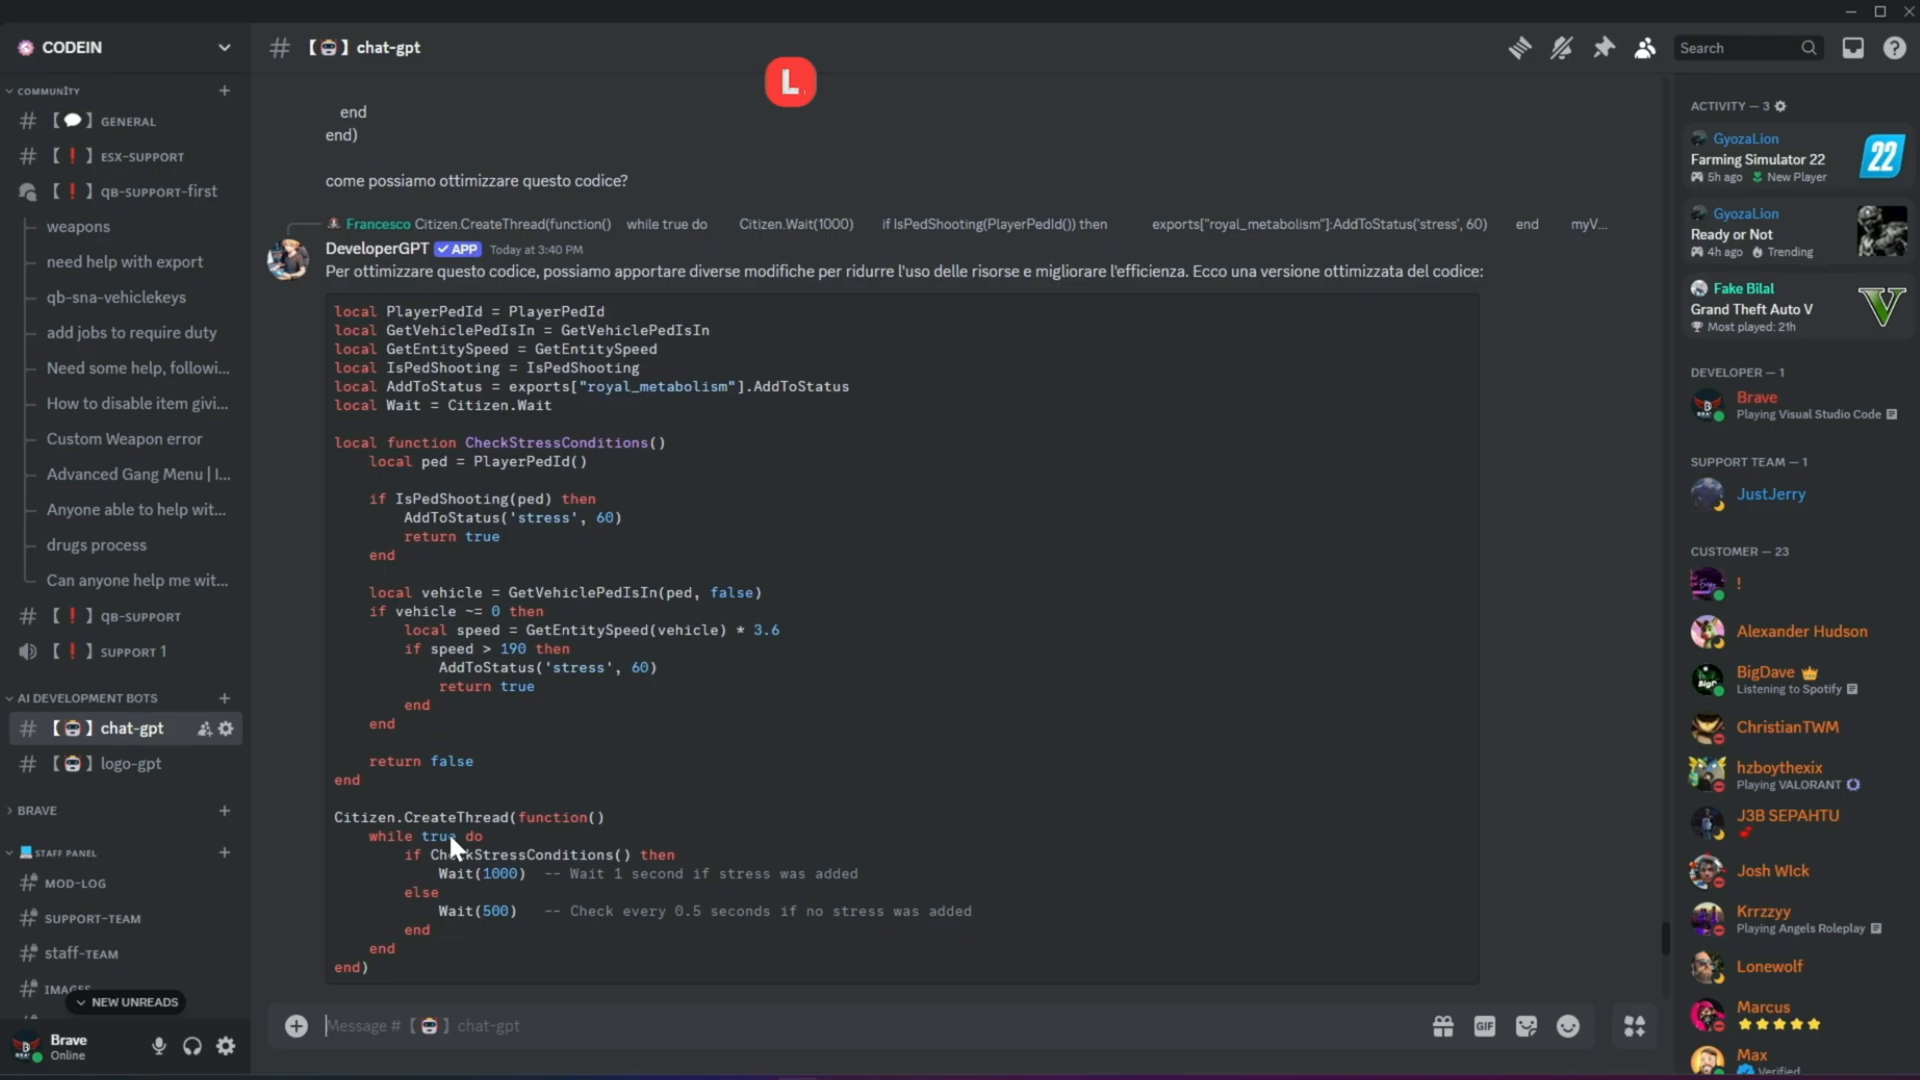 CODEIN
【💬】GENERAL
COMMUNITY
【❗】ESX-SUPPORT
【❗】QB-SUPPORT-first
weapons
need help with export
qb-sna-vehiclekeys
add jobs to require duty
Need some help, followi...
How to disable item givi...
Custom Weapon error
Advanced Gang Menu | I...
Anyone able to help wit...
drugs process
Can anyone help me wit...
【❗】QB-SUPPORT
【❗】SUPPORT 1
AI DEVELOPMENT BOTS
【🤖】chat-gpt
【🤖】logo-gpt
BRAVE
STAFF PANEL
MOD-LOG
SUPPORT-TEAM
staff-TEAM
NEW UNREADS
Brave
Online
# 【🤖】chat-gpt
L
end
end)
come possiamo ottimizzare questo codice?
Francesco Citizen.CreateThread(function() while true do Citizen.Wait(1000) if IsPedShooting(PlayerPedId()) then exports["royal_metabolism"]:AddToStatus('stress', 60) end myV...
DeveloperGPT ✓ APP Today at 3:40 PM
Per ottimizzare questo codice, possiamo apportare diverse modifiche per ridurre l'uso delle risorse e migliorare l'efficienza. Ecco una versione ottimizzata del codice:
local PlayerPedId = PlayerPedId
local GetVehiclePedIsIn = GetVehiclePedIsIn
local GetEntitySpeed = GetEntitySpeed
local IsPedShooting = IsPedShooting
local AddToStatus = exports["royal_metabolism"].AddToStatus
local Wait = Citizen.Wait
local function CheckStressConditions()
local ped = PlayerPedId()
if IsPedShooting(ped) then
AddToStatus('stress', 60)
return true
end
local vehicle = GetVehiclePedIsIn(ped, false)
if vehicle ~= 0 then
local speed = GetEntitySpeed(vehicle) * 3.6
if speed > 190 then
AddToStatus('stress', 60)
return true
end
end
return false
end
Citizen.CreateThread(function()
while true do
if CheckStressConditions() then
Wait(1000) -- Wait 1 second if stress was added
else
Wait(500) -- Check every 0.5 seconds if no stress was added
end
end
end)
Message #【🤖】chat-gpt
GIF
Search
ACTIVITY — 3
GyozaLion
Farming Simulator 22
5h ago New Player
22
GyozaLion
Ready or Not
4h ago Trending
Fake Bilal
Grand Theft Auto V
Most played: 21h
V
DEVELOPER — 1
Brave
Playing Visual Studio Code
SUPPORT TEAM — 1
JustJerry
CUSTOMER — 23
!
Alexander Hudson
BigDave
Listening to Spotify
ChristianTWM
hzboythexix
Playing VALORANT
J3B SEPAHTU
Josh WIck
Krrzzyy
Playing Angels Roleplay
Lonewolf
Marcus
⭐⭐⭐⭐⭐
Max
Verified